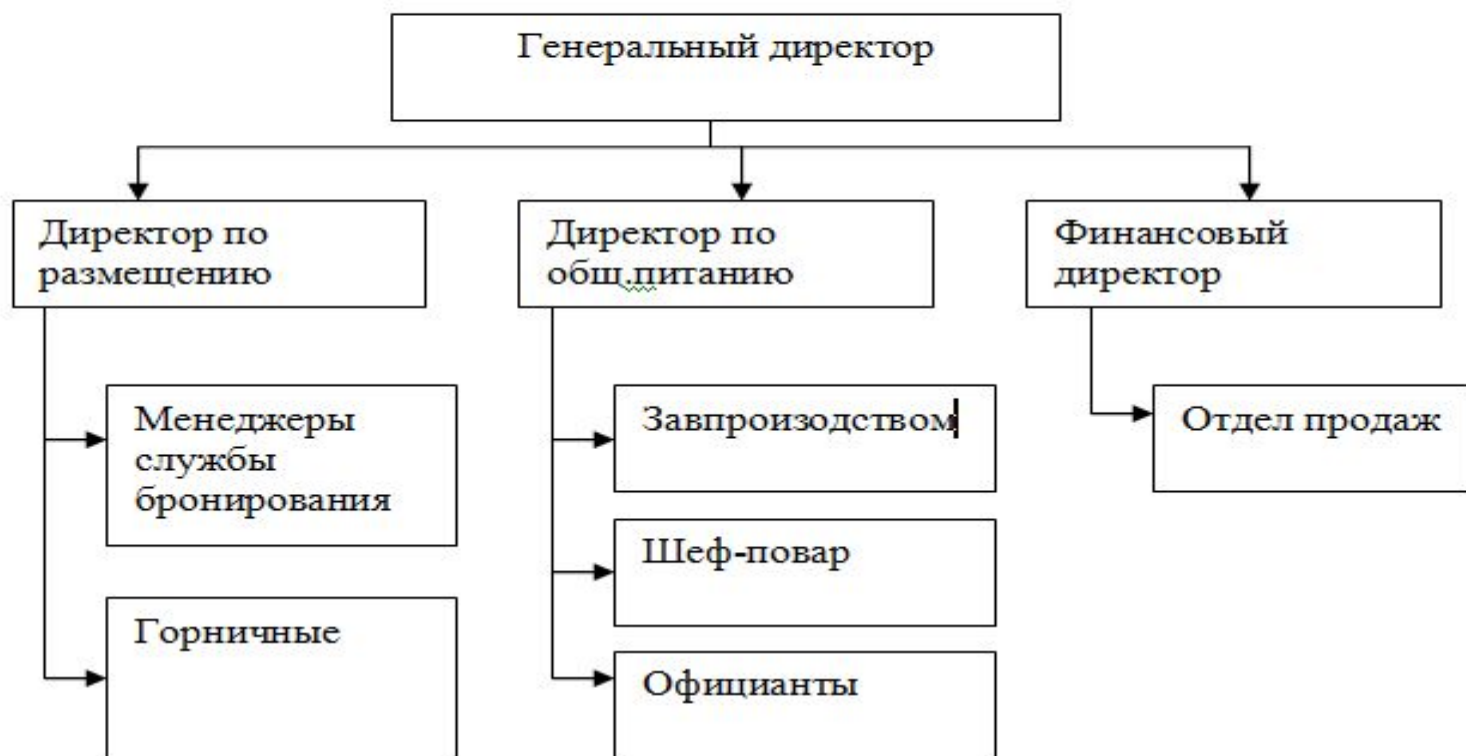 Генеральный директор
Директор по
размещению
Директор по
общ.питанию
Финансовый
директор
Менеджеры
службы
бронирования
Горничные
Завпроизодством
Шеф-повар
Официанты
Отдел продаж